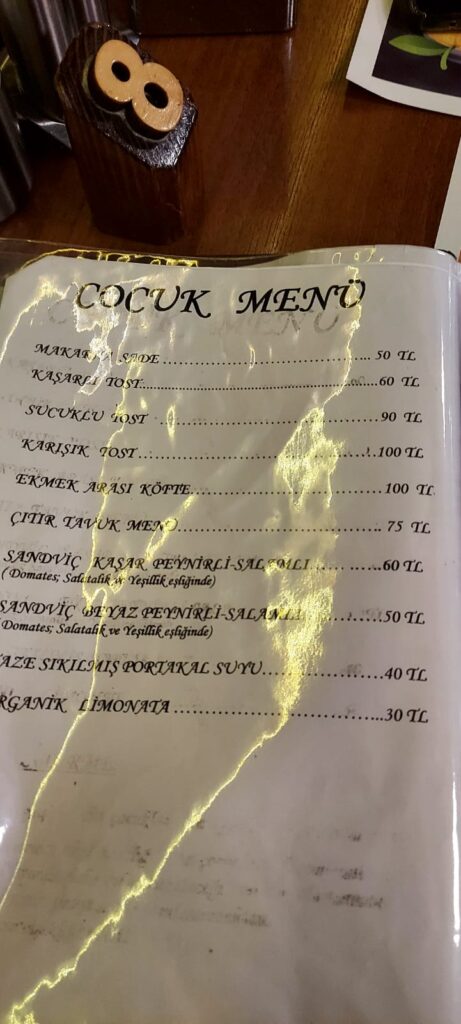 8
ÇOCUK MENÜ
MAKARNA SADE ........................................ 50 TL
KAŞARLI TOST........................................60 TL
SUCUKLU TOST ........................................ 90 TL
KARIŞIK TOST........................................100 TL
EKMEK ARASI KÖFTE........................................ 100 TL
ÇITIR TAVUK MENÜ........................................ 75 TL
SANDVİÇ KAŞAR PEYNİRLİ-SALAMLI........................60 TL
( Domates; Salatalık ve Yeşillik eşliğinde)
SANDVİÇ BEYAZ PEYNİRLİ-SALAMLI........................50 TL
Domates; Salatalık ve Yeşillik eşliğinde)
AZE SIKILMIŞ PORTAKAL SUYU........................40 TL
RGANİK LİMONATA ........................................30 TL